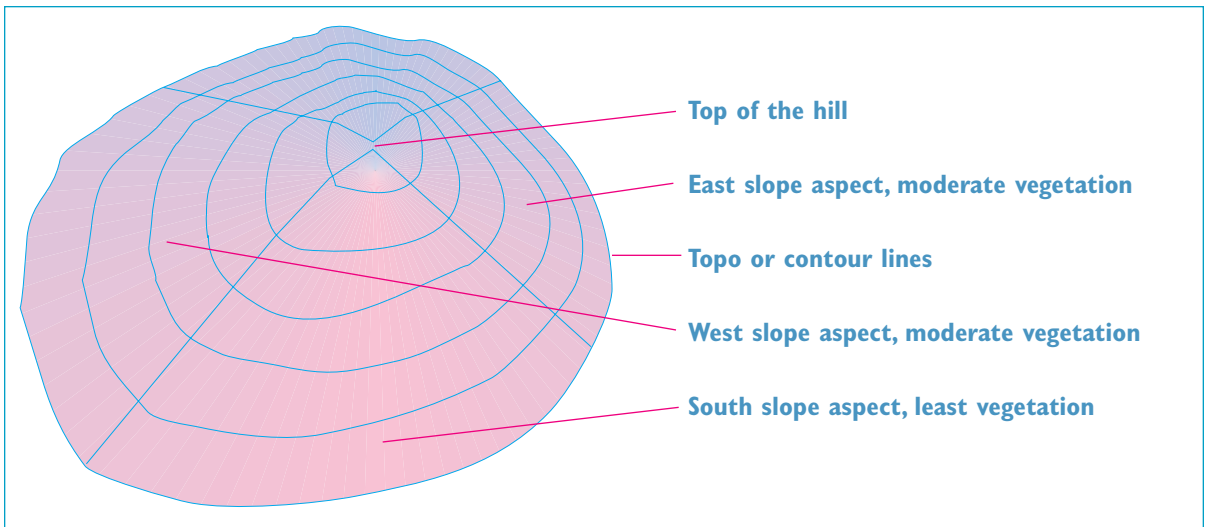 Top of the hill
East slope aspect, moderate vegetation
Topo or contour lines
West slope aspect, moderate vegetation
South slope aspect, least vegetation